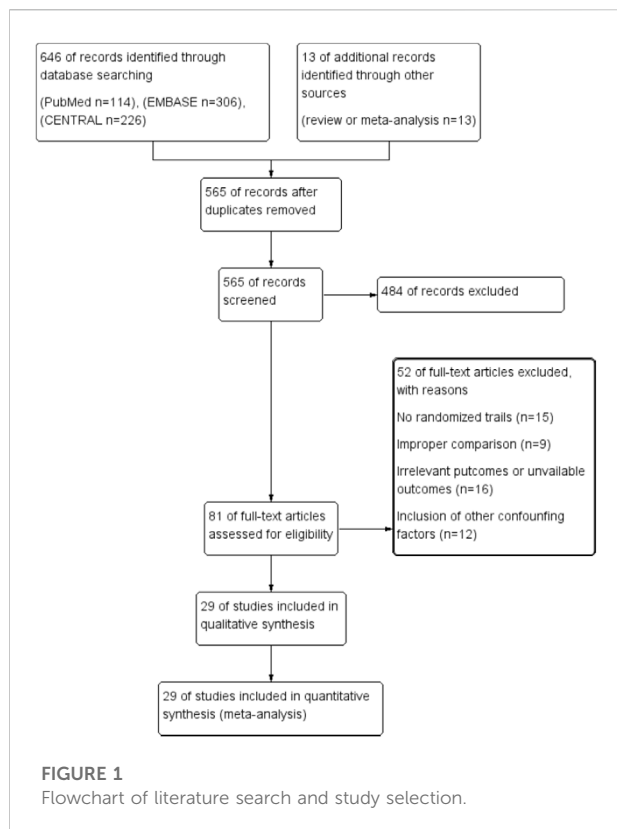 646 of records identified through
database searching
(PubMed n=114), (EMBASE n=306),
(CENTRAL n=226)
13 of additional records
identified through other
sources
(review or meta-analysis n=13)
565 of records after
duplicates removed
565 of records
screened
484 of records excluded
52 of full-text articles excluded,
with reasons
No randomized trails (n=15)
Improper comparison (n=9)
Irrelevant putcomes or unvailable
outcomes (n=16)
Inclusion of other confounfing
factors (n=12)
81 of full-text articles
assessed for eligibility
29 of studies included in
qualitative synthesis
29 of studies included in quantitative
synthesis (meta-analysis)
FIGURE 1
Flowchart of literature search and study selection.